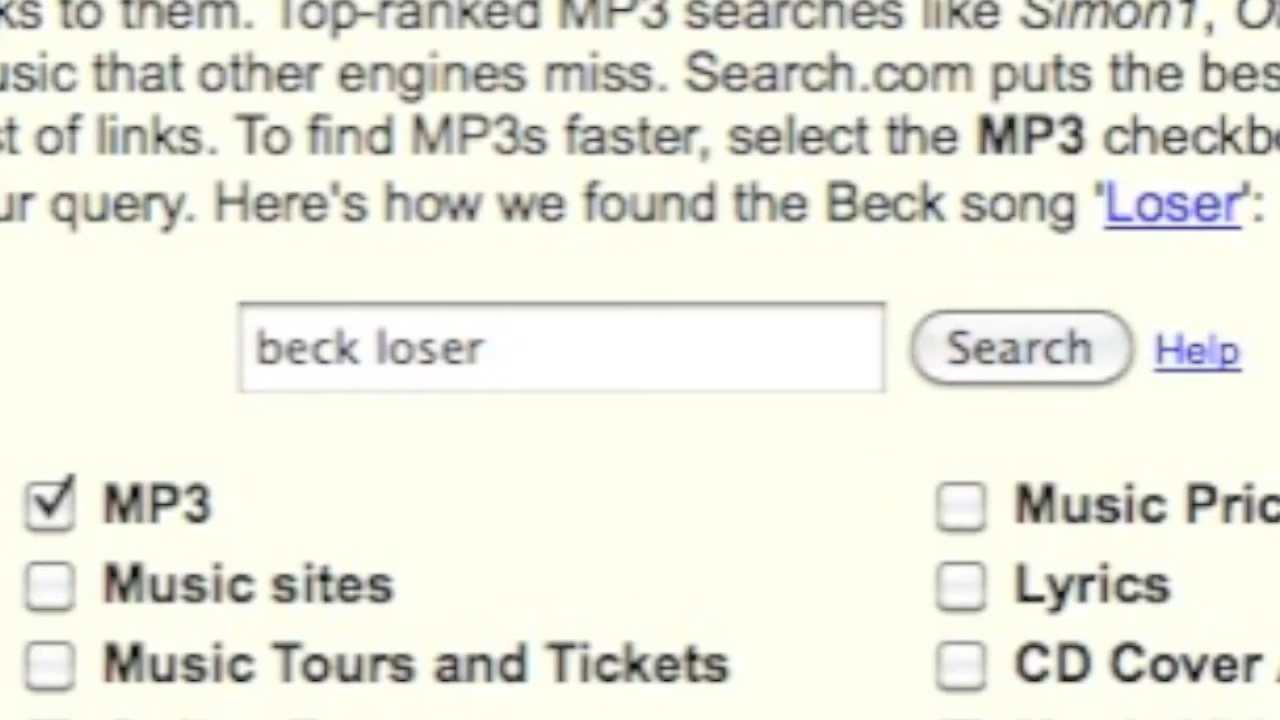 ks to them. Top-ranked MP3 searches like Simon1,
usic that other engines miss. Search.com puts the bes
st of links. To find MP3s faster, select the MP3 checkb
ur query. Here's how we found the Beck song 'Loser':
beck loser Search Help
MP3 Music Pric
Music sites Lyrics
Music Tours and Tickets CD Cover